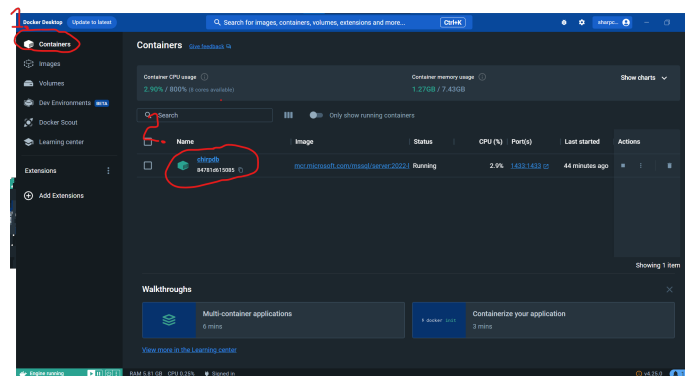 1
Docker Desktop Update to latest
Search for images, containers, volumes, extensions and more... Ctrl+K
sharpc...
Containers
Images
Volumes
Dev Environments BETA
Docker Scout
Learning center
Extensions
Add Extensions
Containers Give feedback
Container CPU usage
2.90% / 800% (8 cores available)
Container memory usage
1.27GB / 7.43GB
Show charts
Search
Only show running containers
2
Name Image Status CPU (%) Port(s) Last started Actions
chirpdb
84781d615085
mcr.microsoft.com/mssql/server:2022-l Running 2.9% 1433:1433 44 minutes ago
Showing 1 item
Walkthroughs
Multi-container applications
6 mins
$ docker init
Containerize your application
3 mins
View more in the Learning center
Engine running RAM 5.81 GB CPU 0.25% Signed in v4.25.0